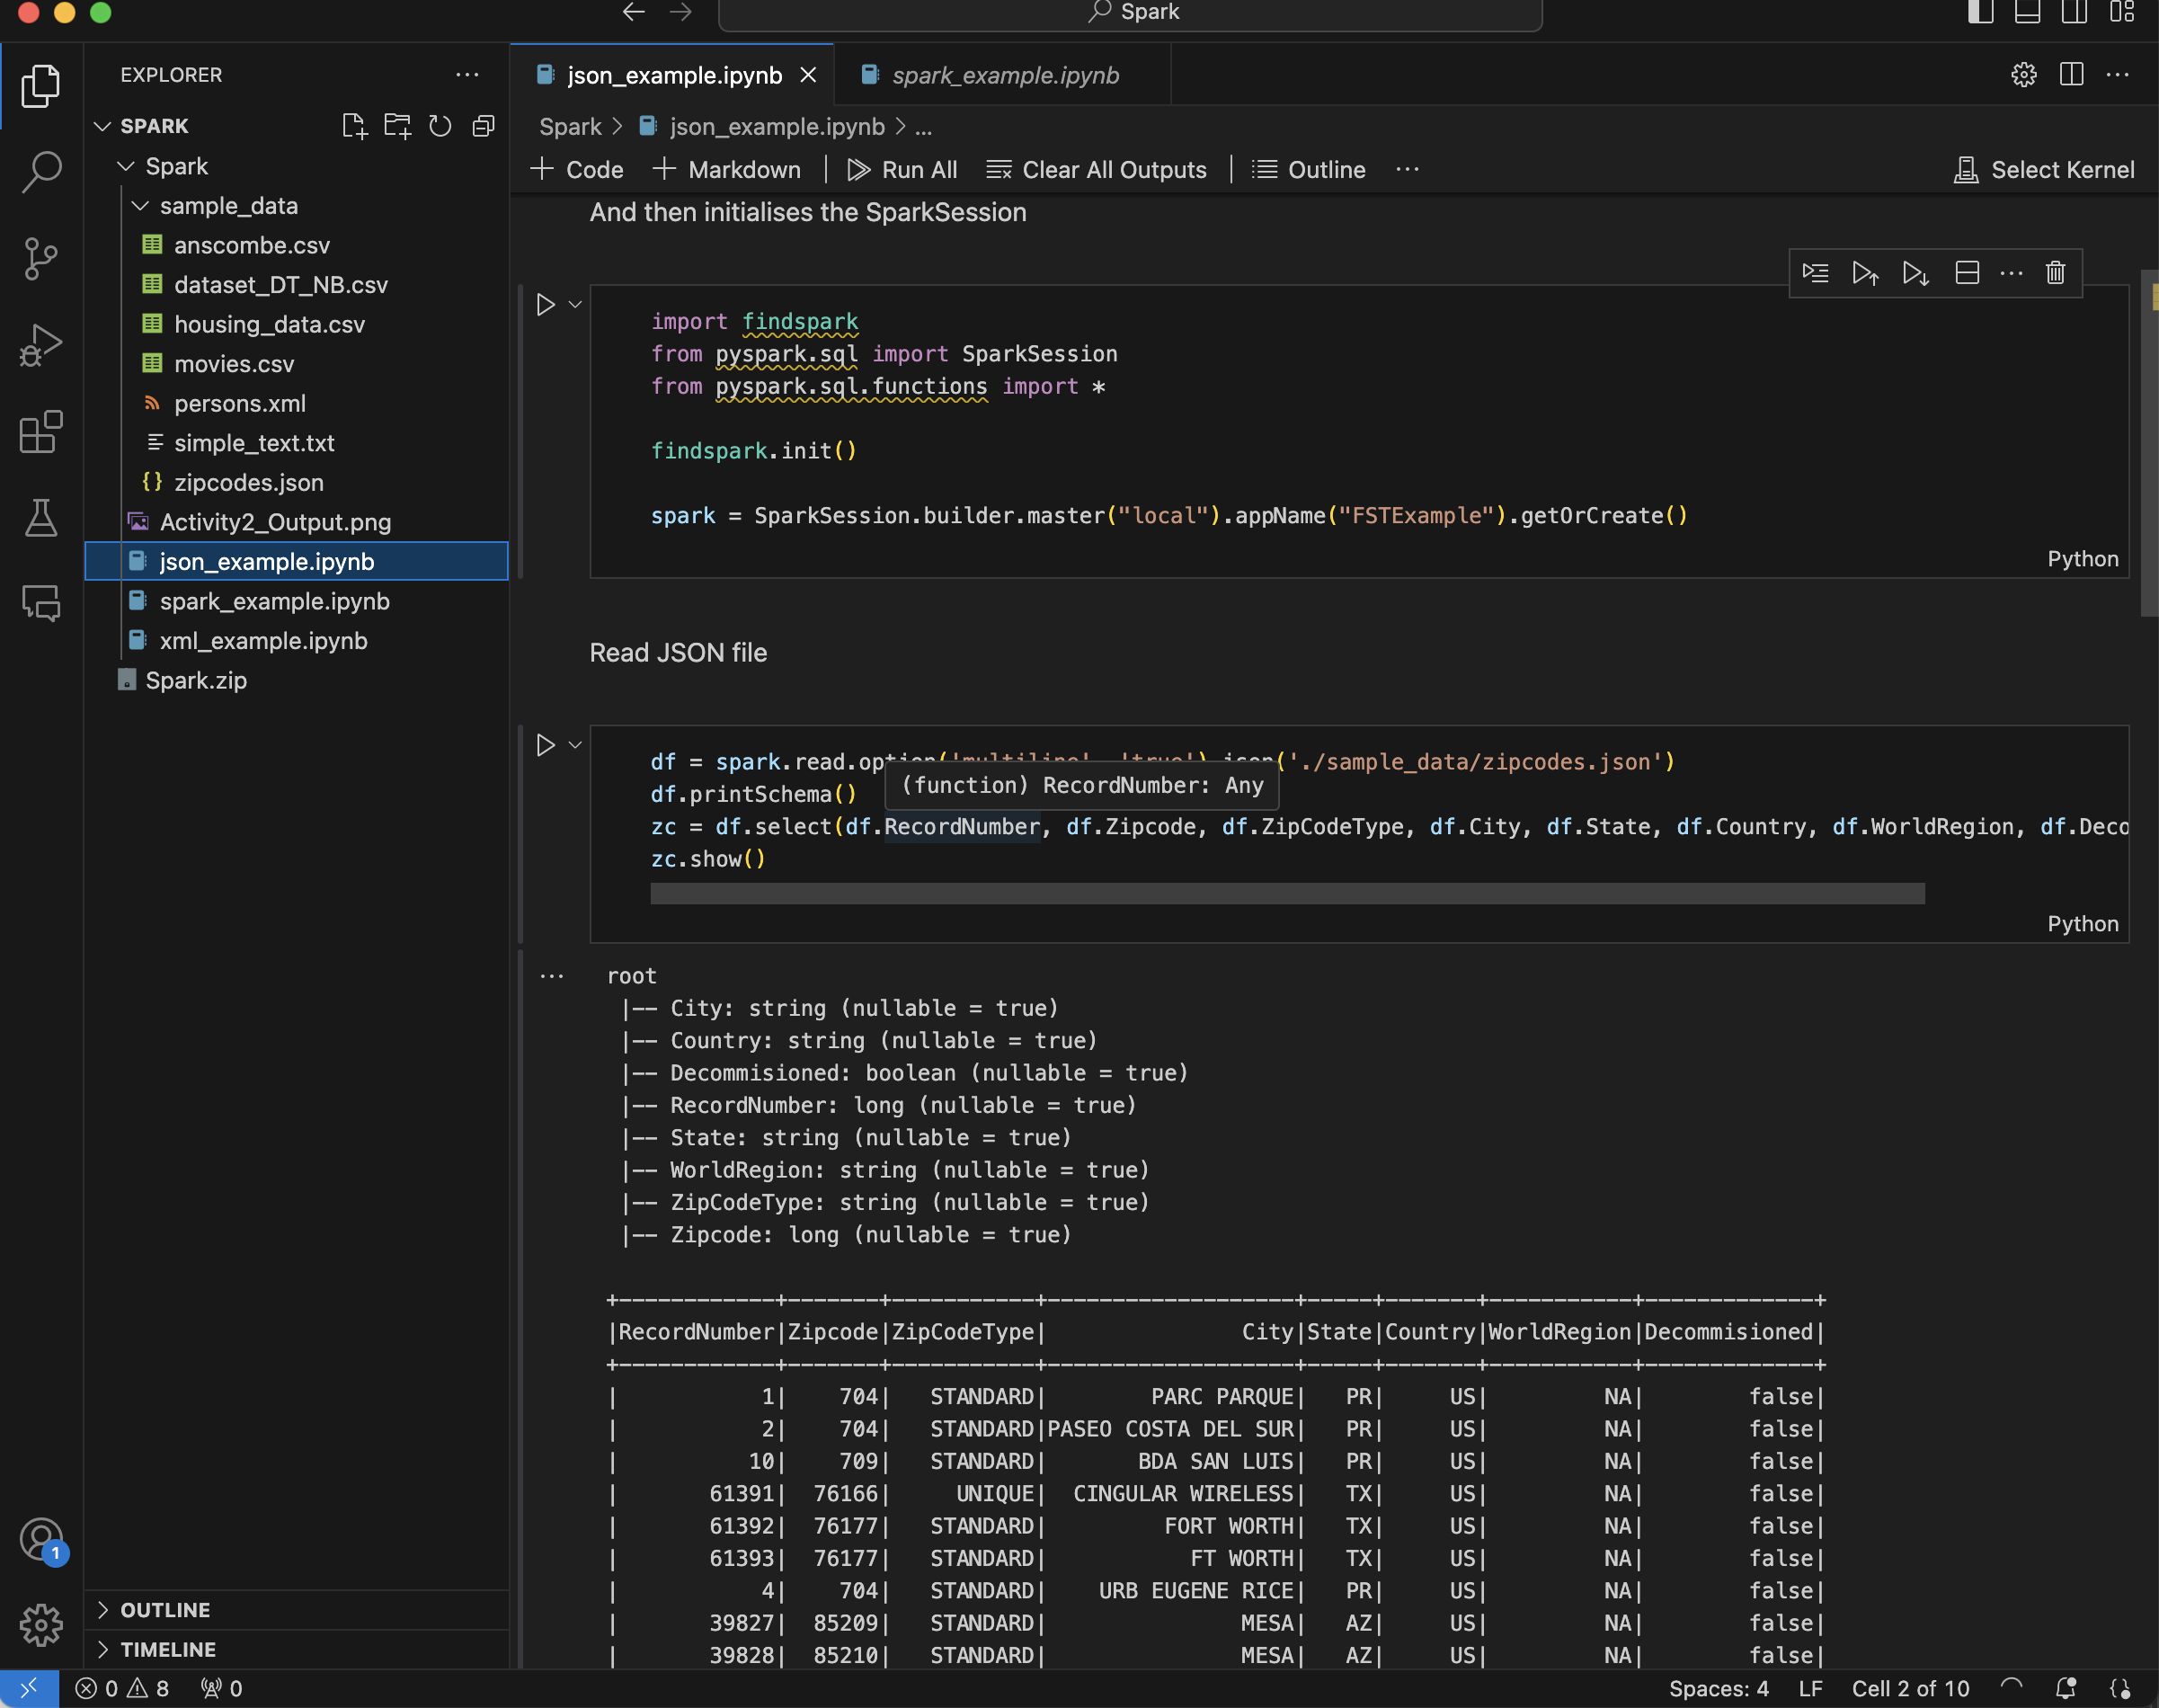 Spark
EXPLORER
SPARK
Spark
sample_data
anscombe.csv
dataset_DT_NB.csv
housing_data.csv
movies.csv
persons.xml
simple_text.txt
zipcodes.json
Activity2_Output.png
json_example.ipynb
spark_example.ipynb
xml_example.ipynb
Spark.zip
1
OUTLINE
TIMELINE
json_example.ipynb
spark_example.ipynb
Spark > json_example.ipynb > ...
+ Code + Markdown | Run All Clear All Outputs | Outline ... Select Kernel
And then initialises the SparkSession
import findspark
from pyspark.sql import SparkSession
from pyspark.sql.functions import *
findspark.init()
spark = SparkSession.builder.master("local").appName("FSTExample").getOrCreate()
Python
Read JSON file
df = spark.read.option('multiline', 'true').json('./sample_data/zipcodes.json')
(function) RecordNumber: Any
df.printSchema()
zc = df.select(df.RecordNumber, df.Zipcode, df.ZipCodeType, df.City, df.State, df.Country, df.WorldRegion, df.Deco
zc.show()
Python
root
 |-- City: string (nullable = true)
 |-- Country: string (nullable = true)
 |-- Decommisioned: boolean (nullable = true)
 |-- RecordNumber: long (nullable = true)
 |-- State: string (nullable = true)
 |-- WorldRegion: string (nullable = true)
 |-- ZipCodeType: string (nullable = true)
 |-- Zipcode: long (nullable = true)
+------------+-------+-----------+-------------------+-----+-------+-----------+-------------+
|RecordNumber|Zipcode|ZipCodeType|               City|State|Country|WorldRegion|Decommisioned|
+------------+-------+-----------+-------------------+-----+-------+-----------+-------------+
|           1|    704|   STANDARD|        PARC PARQUE|   PR|     US|         NA|        false|
|           2|    704|   STANDARD|PASEO COSTA DEL SUR|   PR|     US|         NA|        false|
|          10|    709|   STANDARD|       BDA SAN LUIS|   PR|     US|         NA|        false|
|       61391|  76166|     UNIQUE|  CINGULAR WIRELESS|   TX|     US|         NA|        false|
|       61392|  76177|   STANDARD|         FORT WORTH|   TX|     US|         NA|        false|
|       61393|  76177|   STANDARD|           FT WORTH|   TX|     US|         NA|        false|
|           4|    704|   STANDARD|    URB EUGENE RICE|   PR|     US|         NA|        false|
|       39827|  85209|   STANDARD|               MESA|   AZ|     US|         NA|        false|
|       39828|  85210|   STANDARD|               MESA|   AZ|     US|         NA|        false|
0 8 0
Spaces: 4 LF Cell 2 of 10